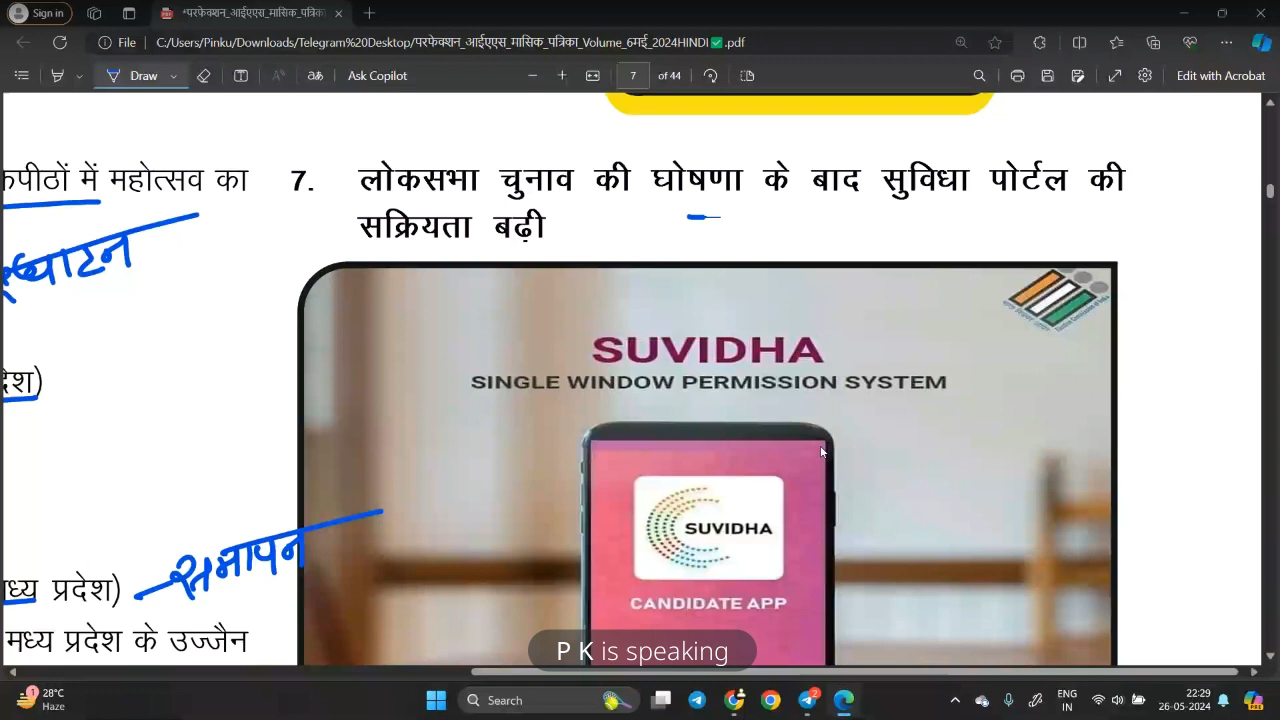 Sign in
*परफेक्शन_आईएएस_मासिक_पत्रिका
File C:/Users/Pinku/Downloads/Telegram%20Desktop/परफेक्शन_आईएएस_मासिक_पत्रिका_Volume_6मई_2024HINDI✅.pdf
Draw Ask Copilot 7 of 44 Edit with Acrobat
में महोत्सव का
7. लोकसभा चुनाव की घोषणा के बाद सुविधा पोर्टल की
सक्रियता बढ़ी
SUVIDHA
SINGLE WINDOW PERMISSION SYSTEM
SUVIDHA
CANDIDATE APP
समापन
प्रदेश)
मध्य प्रदेश के उज्जैन
P K is speaking
1
28°C
Haze
Search
2
ENG
IN
22:29
26-05-2024